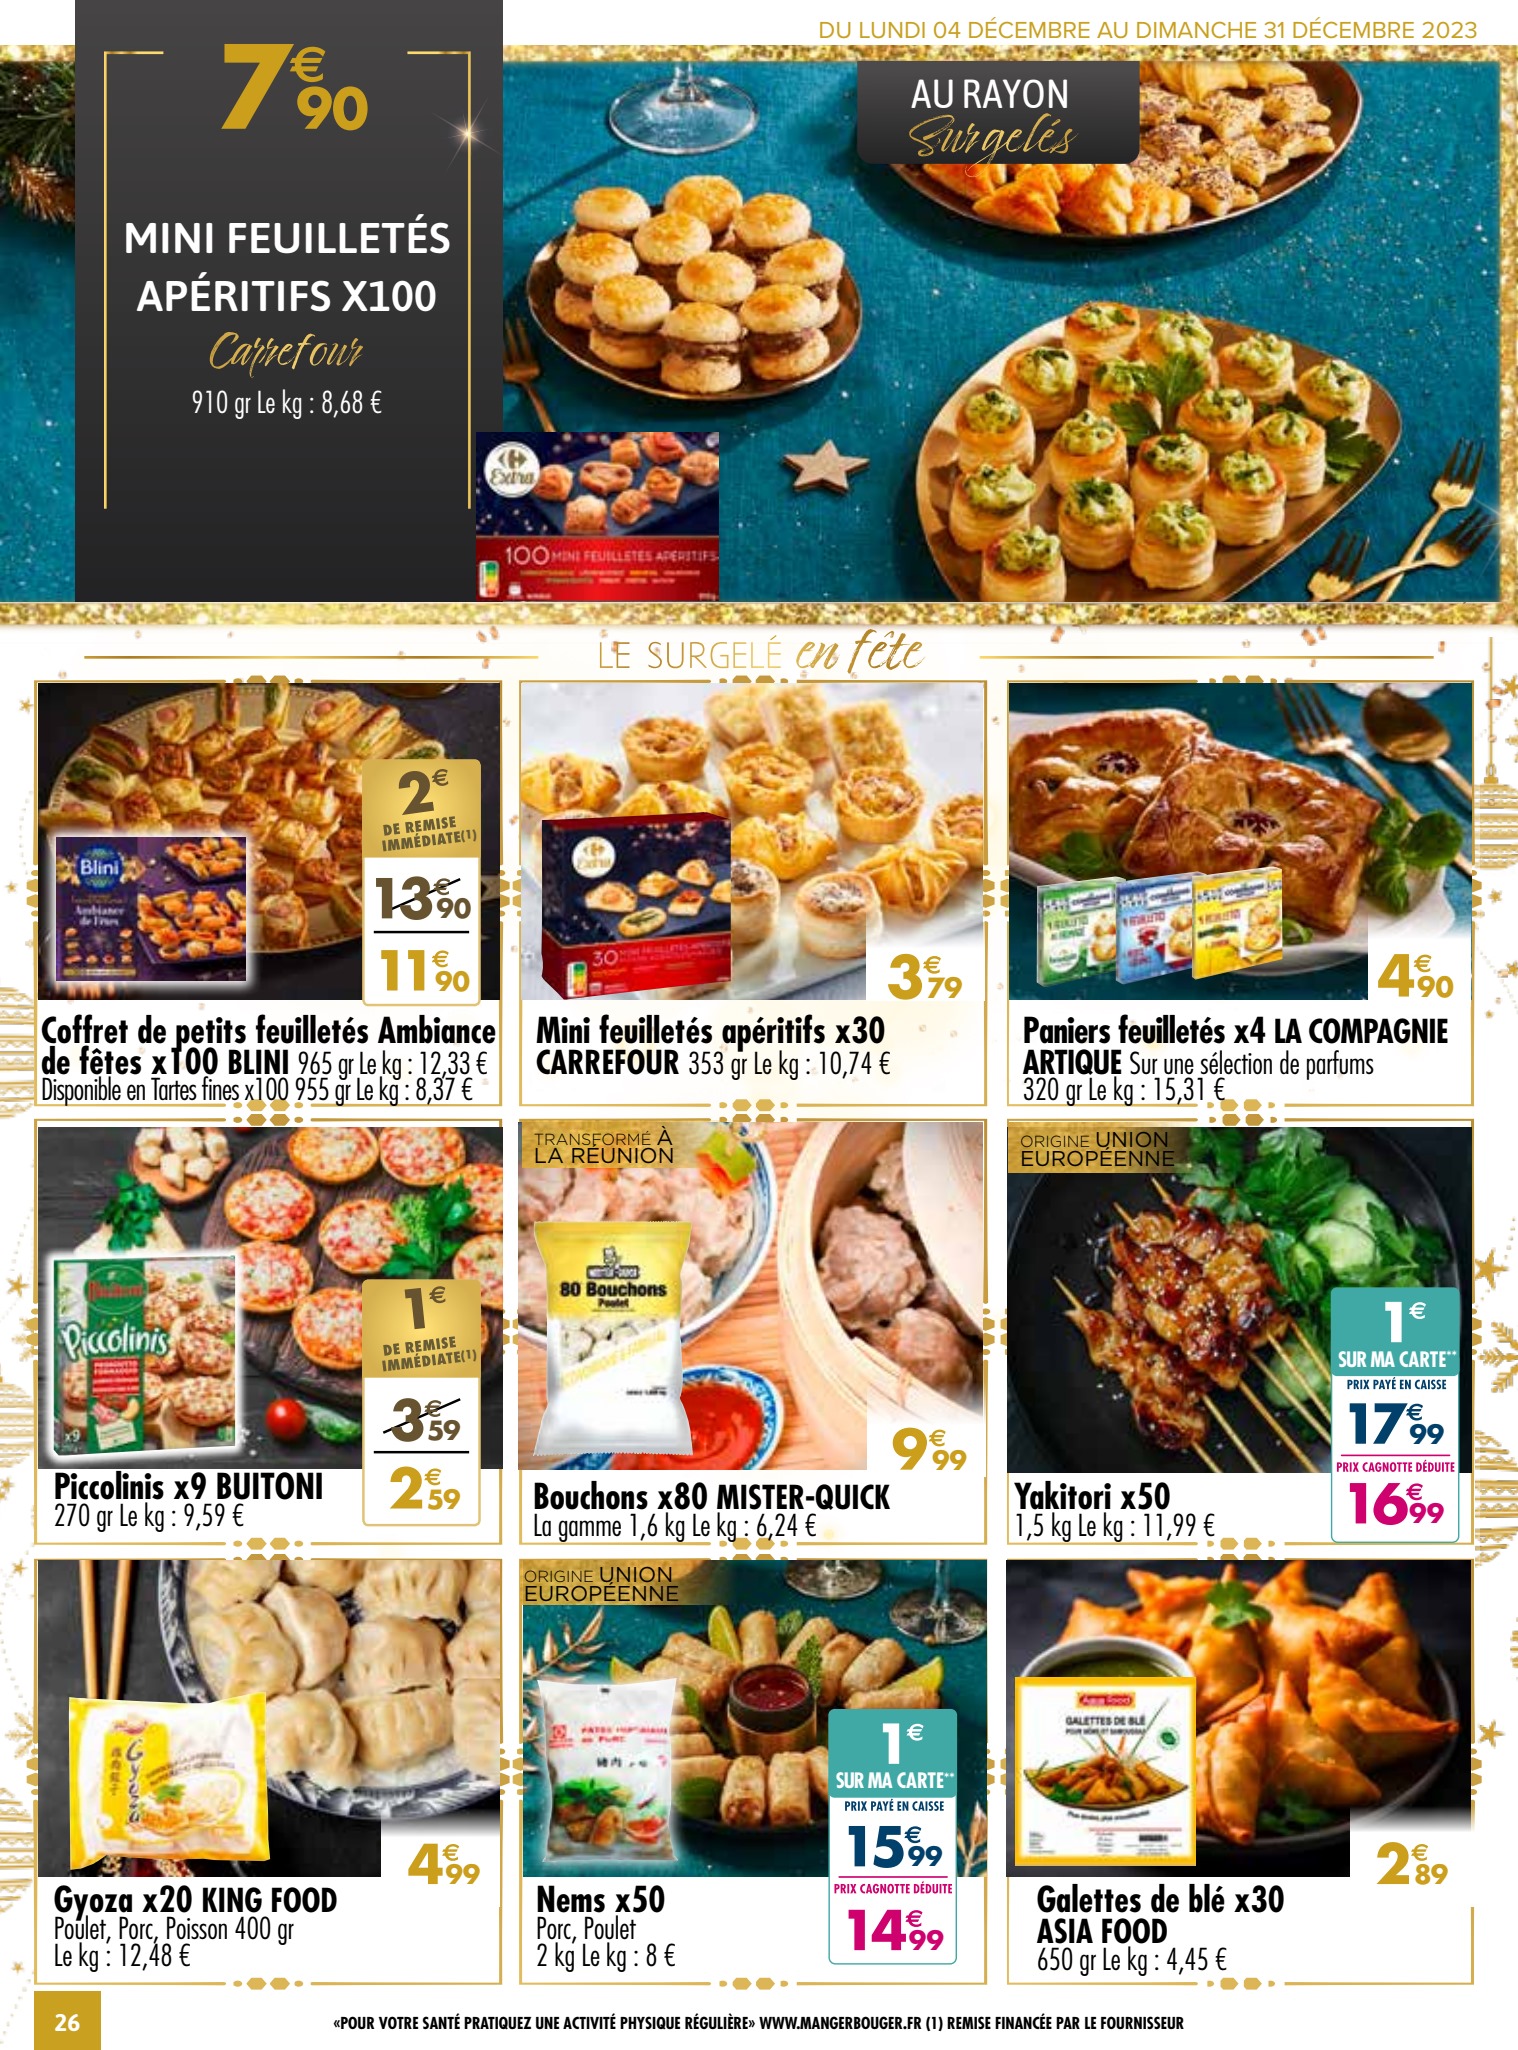 DU LUNDI 04 DÉCEMBRE AU DIMANCHE 31 DÉCEMBRE 2023
7€90
MINI FEUILLETÉS
APÉRITIFS X100
Carrefour
910 gr Le kg : 8,68 €
AU RAYON
Surgelés
Extra
100 MINI FEUILLETÉS APÉRITIFS
LE SURGELÉ en fête
Blini
Ambiance
de Fêtes
2€
DE REMISE
IMMÉDIATE(1)
13€90
11€90
Coffret de petits feuilletés Ambiance
de fêtes x100 BLINI 965 gr Le kg : 12,33 €
Disponible en Tartes fines x100 955 gr Le kg : 8,37 €
Extra
30 MINI FEUILLETÉS APÉRITIFS
3€79
Mini feuilletés apéritifs x30
CARREFOUR 353 gr Le kg : 10,74 €
4€90
Paniers feuilletés x4 LA COMPAGNIE
ARTIQUE Sur une sélection de parfums
320 gr Le kg : 15,31 €
Buitoni
Piccolinis
x9
1€
DE REMISE
IMMÉDIATE(1)
3€59
2€59
Piccolinis x9 BUITONI
270 gr Le kg : 9,59 €
TRANSFORMÉ À
LA RÉUNION
MISTER-QUICK
80 Bouchons
Poulet
9€99
Bouchons x80 MISTER-QUICK
La gamme 1,6 kg Le kg : 6,24 €
ORIGINE UNION
EUROPÉENNE
1€
SUR MA CARTE**
PRIX PAYÉ EN CAISSE
17€99
PRIX CAGNOTTE DÉDUITE
16€99
Yakitori x50
1,5 kg Le kg : 11,99 €
Gyoza
4€99
Gyoza x20 KING FOOD
Poulet, Porc, Poisson 400 gr
Le kg : 12,48 €
ORIGINE UNION
EUROPÉENNE
1€
SUR MA CARTE**
PRIX PAYÉ EN CAISSE
15€99
PRIX CAGNOTTE DÉDUITE
14€99
Nems x50
Porc, Poulet
2 kg Le kg : 8 €
Asia Food
GALETTES DE BLÉ
POUR NEMS ET SAMOUSSAS
2€89
Galettes de blé x30
ASIA FOOD
650 gr Le kg : 4,45 €
26
«POUR VOTRE SANTÉ PRATIQUEZ UNE ACTIVITÉ PHYSIQUE RÉGULIÈRE» WWW.MANGERBOUGER.FR (1) REMISE FINANCÉE PAR LE FOURNISSEUR